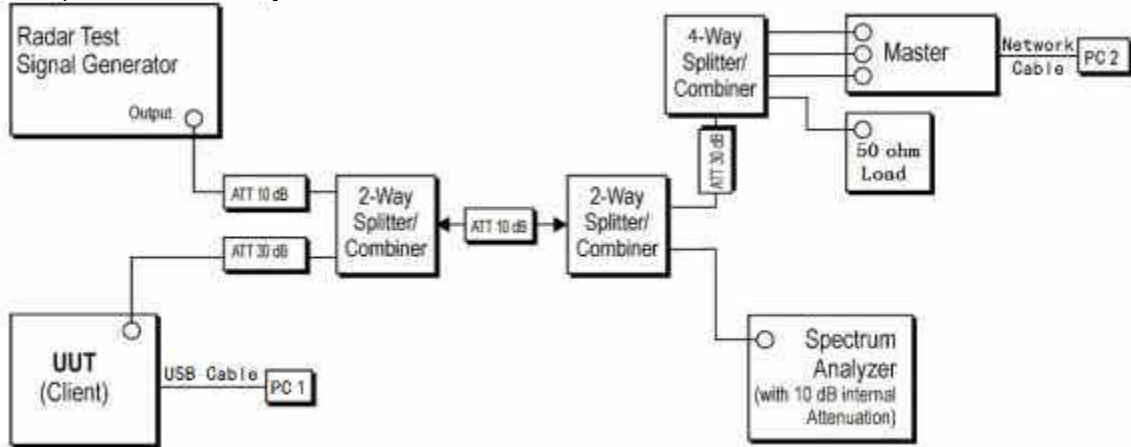 Radar Test
Signal Generator
Output
ATT 10 dB
ATT 30 dB
2-Way
Splitter/
Combiner
ATT 10 dB
2-Way
Splitter/
Combiner
ATT 30 dB
4-Way
Splitter/
Combiner
Master
Network
Cable
PC 2
50 ohm
Load
UUT
(Client)
USB Cable
PC 1
Spectrum
Analyzer
(with 10 dB internal
Attenuation)